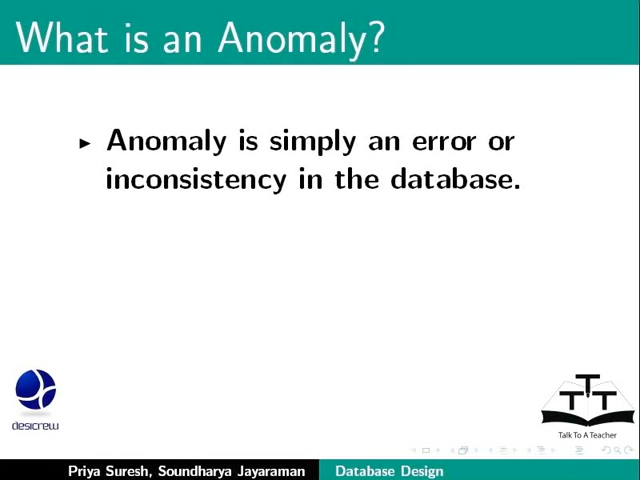 What is an Anomaly?
Anomaly is simply an error or
inconsistency in the database.
desicrew
T T T
Talk To A Teacher
Priya Suresh, Soundharya Jayaraman
Database Design